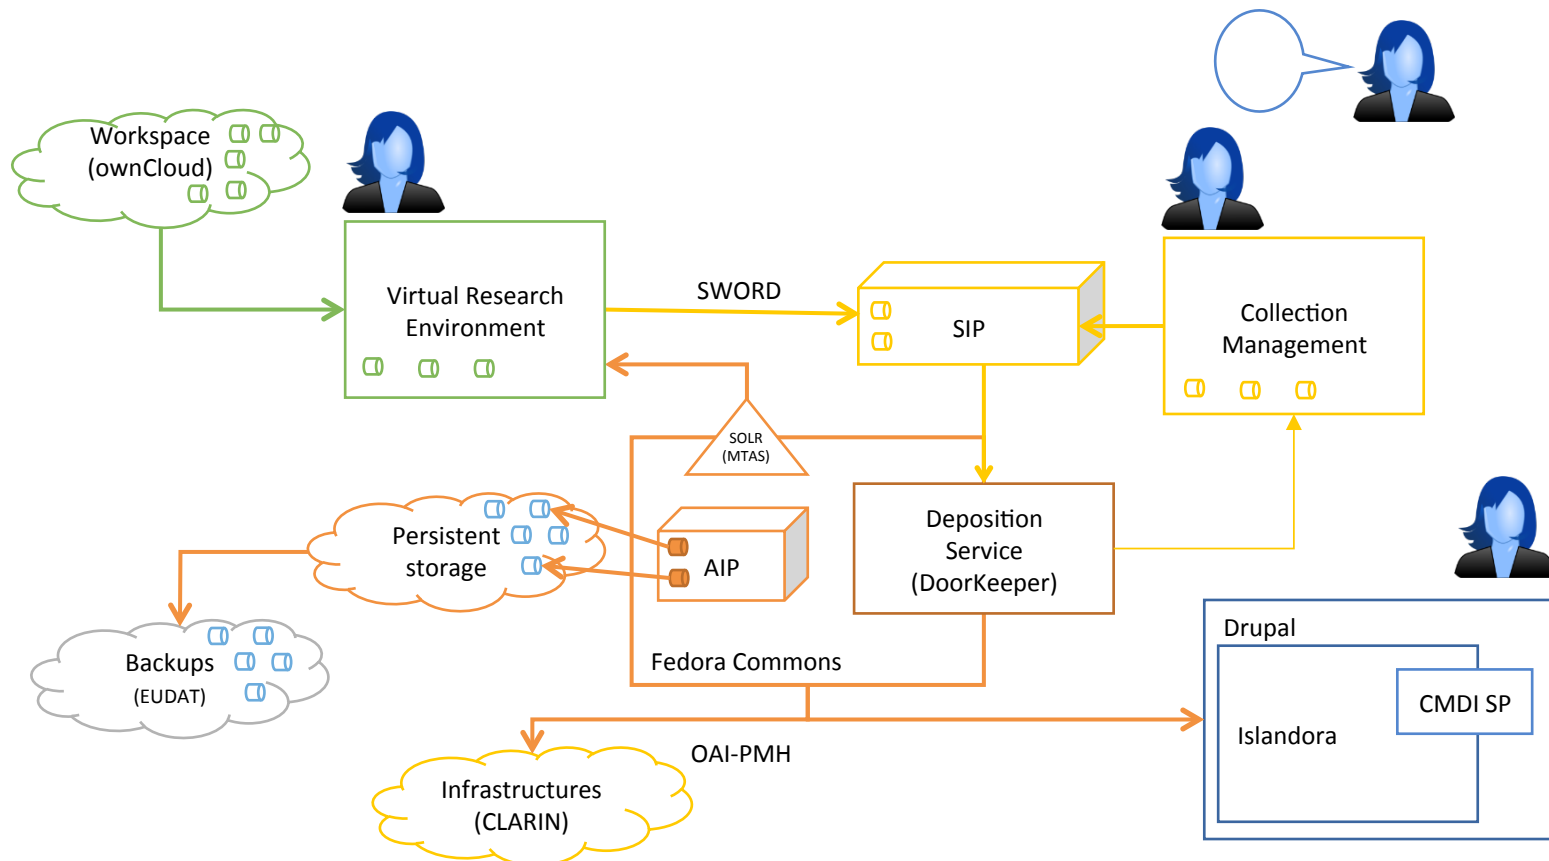 Workspace
(ownCloud)
Virtual Research
Environment
SWORD
SIP
Collection
Management
SOLR
(MTAS)
Persistent
storage
AIP
Deposition
Service
(DoorKeeper)
Backups
(EUDAT)
Fedora Commons
Drupal
CMDI SP
Islandora
OAI-PMH
Infrastructures
(CLARIN)